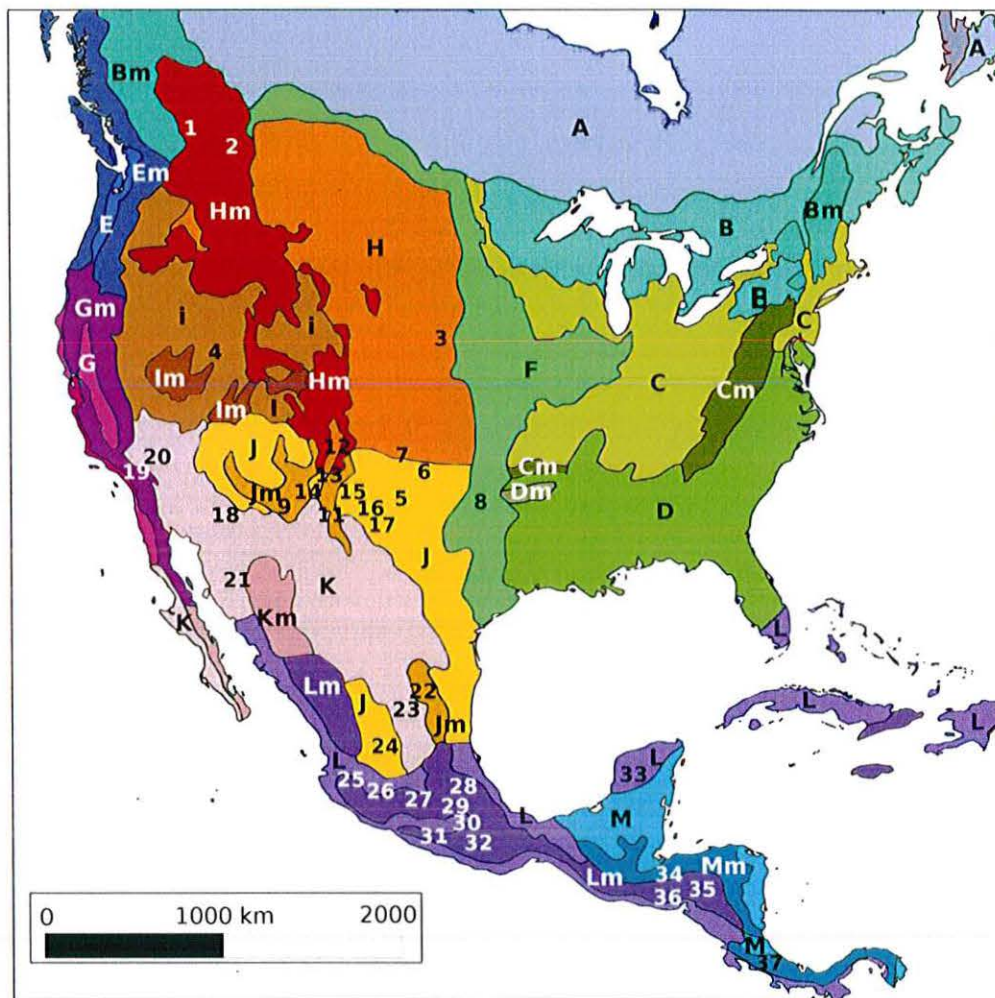 A
Bm
A
1
2
Em
Bm
B
E
Hm
H
Gm
i
i
B
C
3
4
G
Im
Hm
F
C
Cm
Im
I
J
12
7
20
19
13
6
Cm
Jm
14
15
5
Dm
9
16
8
D
18
11
17
J
21
K
Km
K
L
Lm
J
22
23
L
L
24
Jm
L
33
L
25
26
27
28
29
M
30
L
31
32
Mm
34
Lm
35
36
M
37
0
1000 km
2000